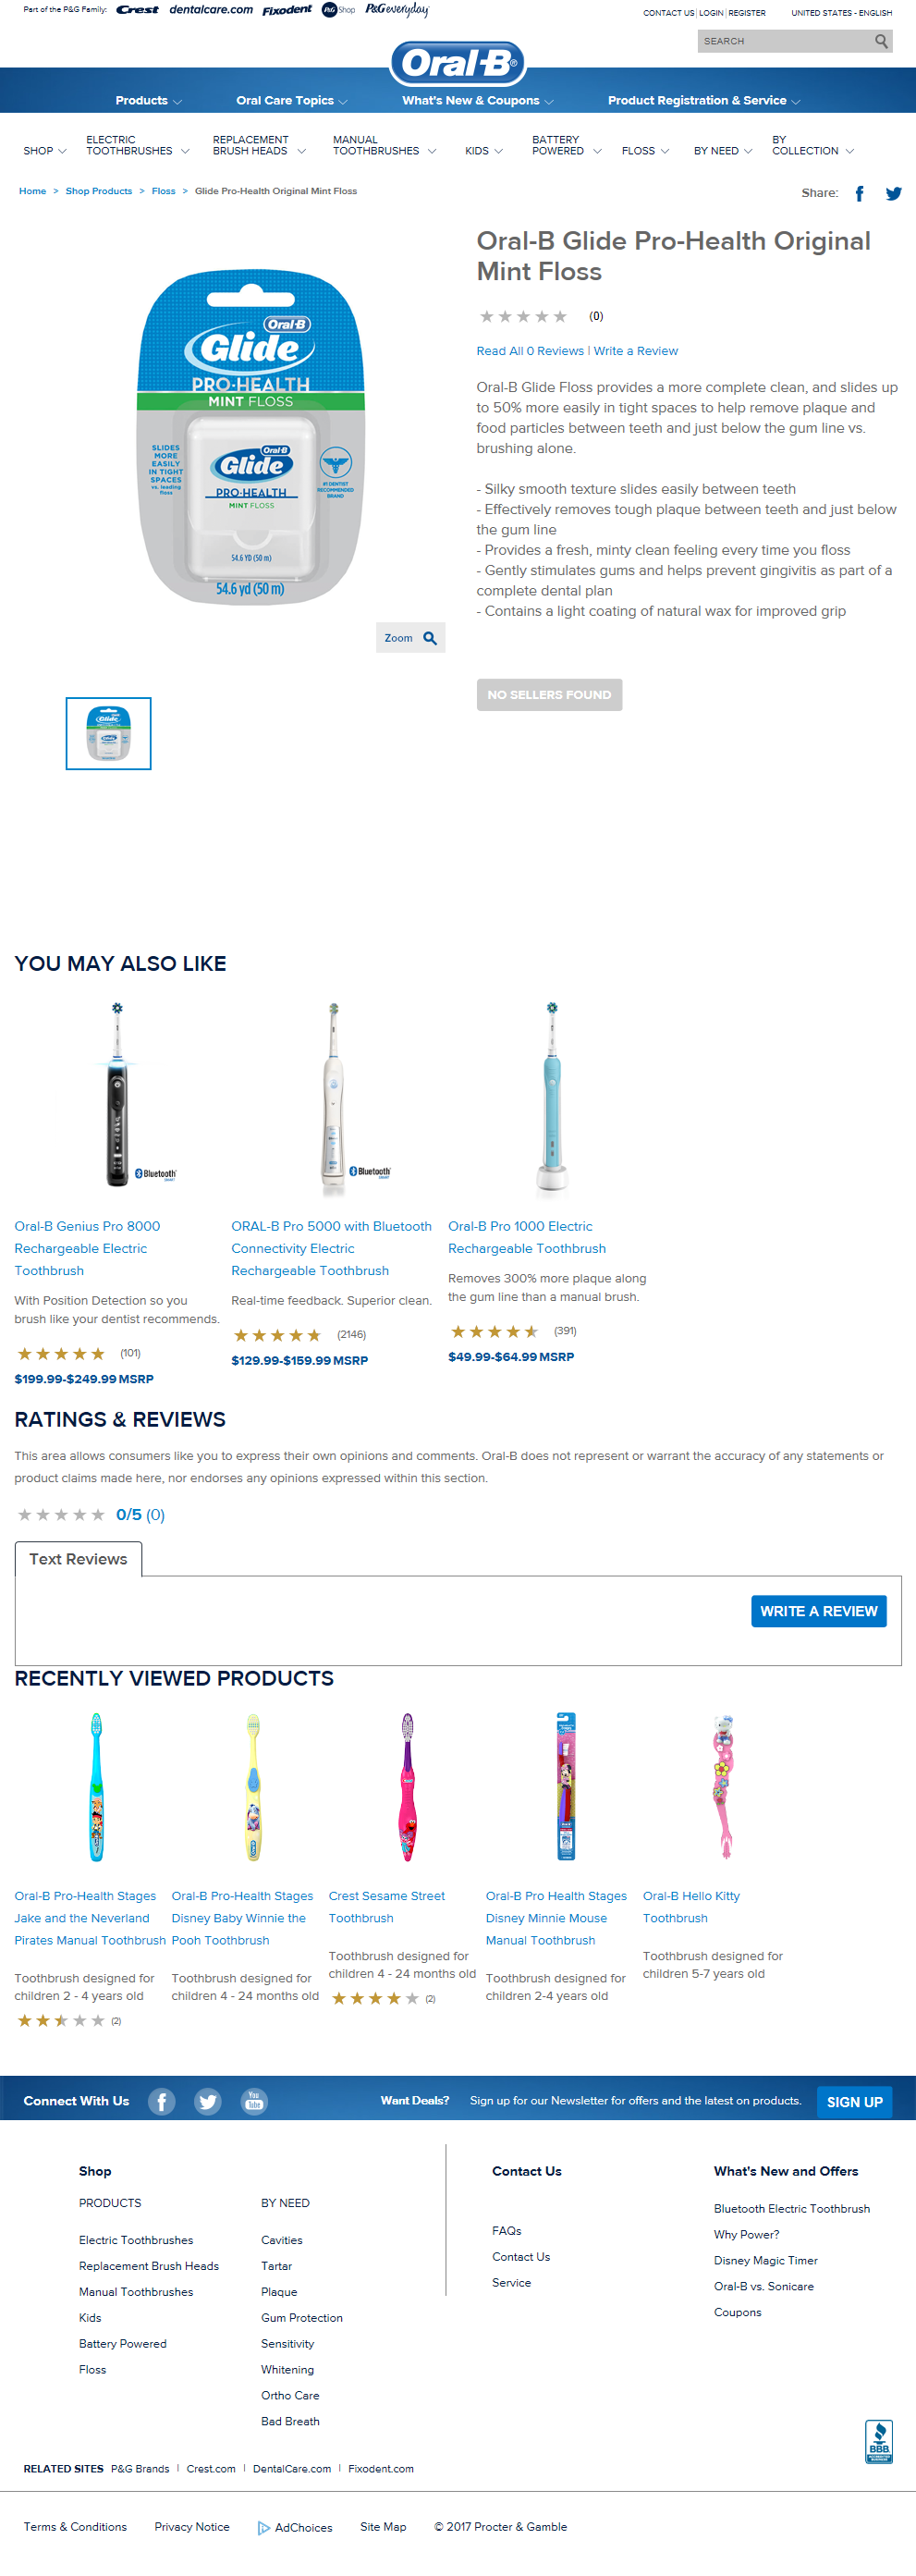 Part of the P&G Family: Crest dentalcare.com Fixodent P&G Shop P&G everyday
CONTACT US | LOGIN | REGISTER UNITED STATES - ENGLISH
SEARCH
Oral-B®
Products Oral Care Topics What's New & Coupons Product Registration & Service
SHOP ELECTRIC TOOTHBRUSHES REPLACEMENT BRUSH HEADS MANUAL TOOTHBRUSHES KIDS BATTERY POWERED FLOSS BY NEED BY COLLECTION
Home > Shop Products > Floss > Glide Pro-Health Original Mint Floss
Share:
Oral-B Glide Pro-Health Original
Mint Floss
(0)
Read All 0 Reviews | Write a Review
Oral-B Glide Floss provides a more complete clean, and slides up
to 50% more easily in tight spaces to help remove plaque and
food particles between teeth and just below the gum line vs.
brushing alone.
- Silky smooth texture slides easily between teeth
- Effectively removes tough plaque between teeth and just below
the gum line
- Provides a fresh, minty clean feeling every time you floss
- Gently stimulates gums and helps prevent gingivitis as part of a
complete dental plan
- Contains a light coating of natural wax for improved grip
NO SELLERS FOUND
Oral-B
Glide
PRO-HEALTH
MINT FLOSS
SLIDES
MORE
EASILY
IN TIGHT
SPACES
vs. leading
floss
Oral-B
Glide
PRO-HEALTH
MINT FLOSS
#1 DENTIST
RECOMMENDED
BRAND
54.6 YD (50 m)
54.6 yd (50 m)
Zoom
YOU MAY ALSO LIKE
Bluetooth
Bluetooth
Oral-B Genius Pro 8000
Rechargeable Electric
Toothbrush
With Position Detection so you
brush like your dentist recommends.
(101)
$199.99-$249.99 MSRP
ORAL-B Pro 5000 with Bluetooth
Connectivity Electric
Rechargeable Toothbrush
Real-time feedback. Superior clean.
(2146)
$129.99-$159.99 MSRP
Oral-B Pro 1000 Electric
Rechargeable Toothbrush
Removes 300% more plaque along
the gum line than a manual brush.
(391)
$49.99-$64.99 MSRP
RATINGS & REVIEWS
This area allows consumers like you to express their own opinions and comments. Oral-B does not represent or warrant the accuracy of any statements or
product claims made here, nor endorses any opinions expressed within this section.
0/5 (0)
Text Reviews
WRITE A REVIEW
RECENTLY VIEWED PRODUCTS
Oral-B Pro-Health Stages
Jake and the Neverland
Pirates Manual Toothbrush
Toothbrush designed for
children 2 - 4 years old
(2)
Oral-B Pro-Health Stages
Disney Baby Winnie the
Pooh Toothbrush
Toothbrush designed for
children 4 - 24 months old
Crest Sesame Street
Toothbrush
Toothbrush designed for
children 4 - 24 months old
(2)
Oral-B Pro Health Stages
Disney Minnie Mouse
Manual Toothbrush
Toothbrush designed for
children 2-4 years old
Oral-B Hello Kitty
Toothbrush
Toothbrush designed for
children 5-7 years old
Connect With Us You Tube Want Deals? Sign up for our Newsletter for offers and the latest on products. SIGN UP
Shop
PRODUCTS
Electric Toothbrushes
Replacement Brush Heads
Manual Toothbrushes
Kids
Battery Powered
Floss
BY NEED
Cavities
Tartar
Plaque
Gum Protection
Sensitivity
Whitening
Ortho Care
Bad Breath
Contact Us
FAQs
Contact Us
Service
What's New and Offers
Bluetooth Electric Toothbrush
Why Power?
Disney Magic Timer
Oral-B vs. Sonicare
Coupons
BBB
RELATED SITES P&G Brands | Crest.com | DentalCare.com | Fixodent.com
Terms & Conditions Privacy Notice AdChoices Site Map © 2017 Procter & Gamble